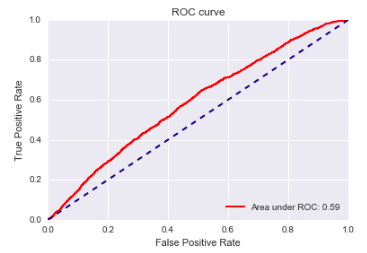 ROC curve
1.0
0.8
0.6
0.4
0.2
0.0
True Positive Rate
Area under ROC: 0.59
0.0 0.2 0.4 0.6 0.8 1.0
False Positive Rate